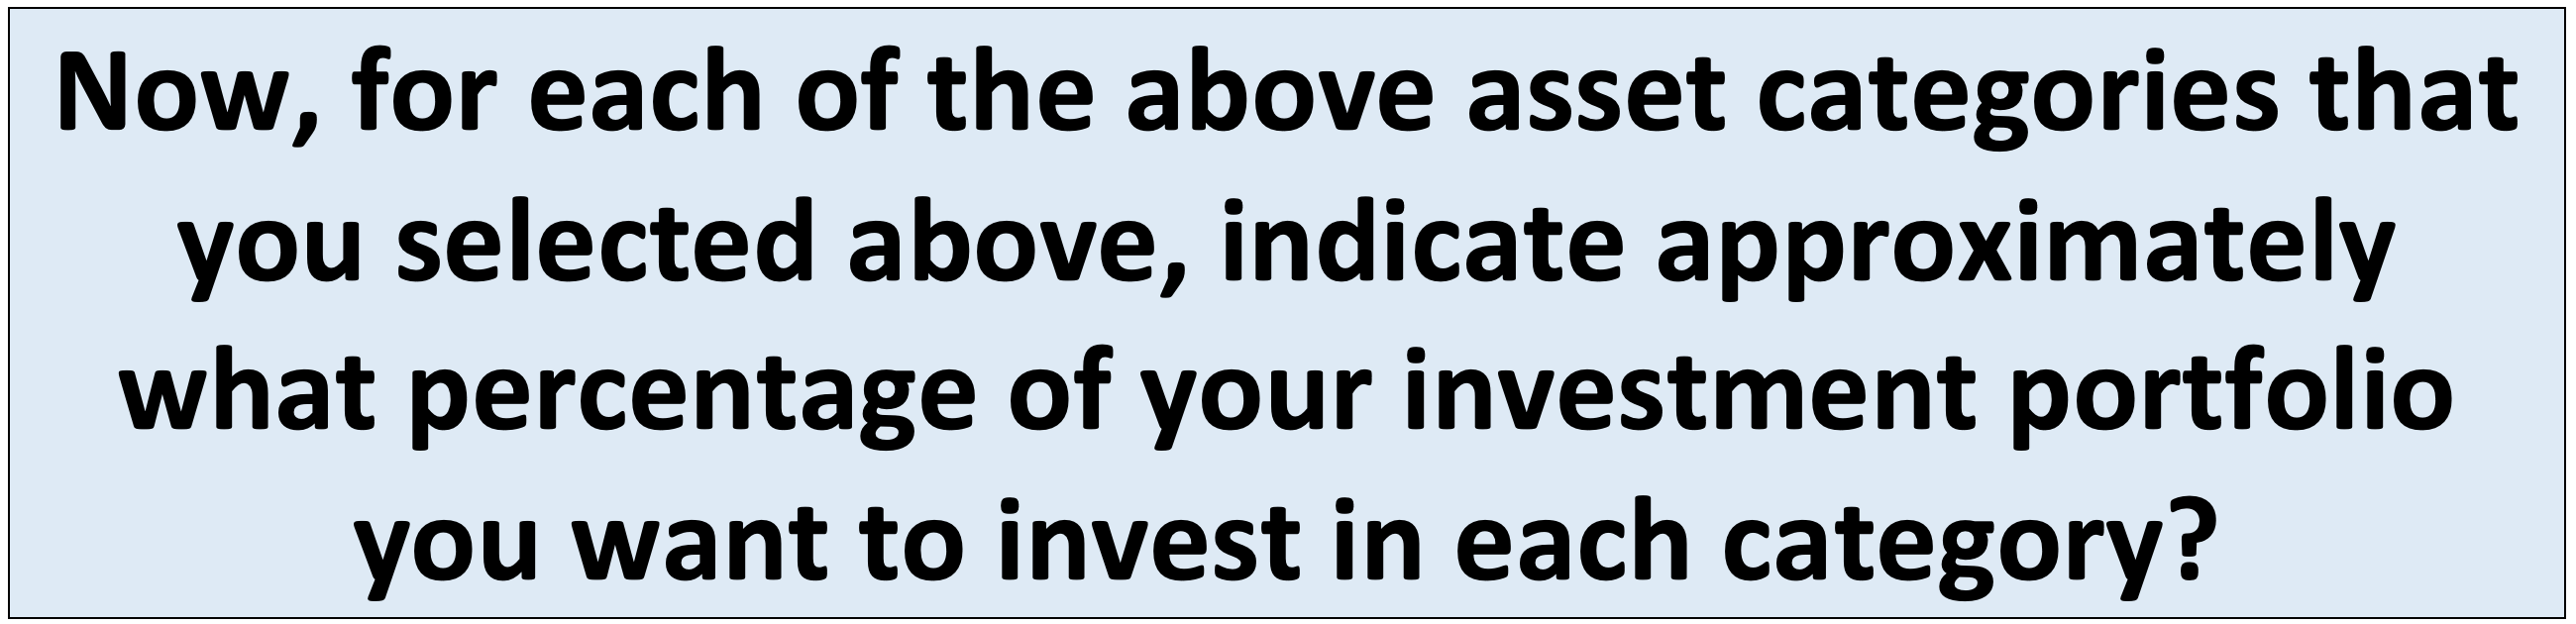 Now, for each of the above asset categories that
you selected above, indicate approximately
what percentage of your investment portfolio
you want to invest in each category?